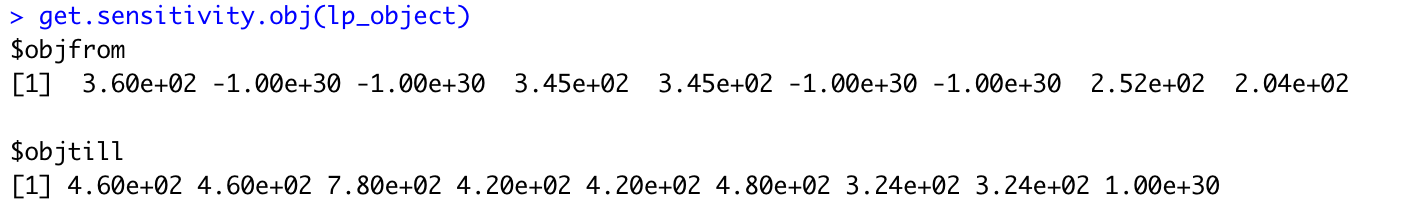 > get.sensitivity.obj(lp_object)
$objfrom
[1]  3.60e+02 -1.00e+30 -1.00e+30  3.45e+02  3.45e+02 -1.00e+30 -1.00e+30  2.52e+02  2.04e+02

$objtill
[1] 4.60e+02 4.60e+02 7.80e+02 4.20e+02 4.20e+02 4.80e+02 3.24e+02 3.24e+02 1.00e+30